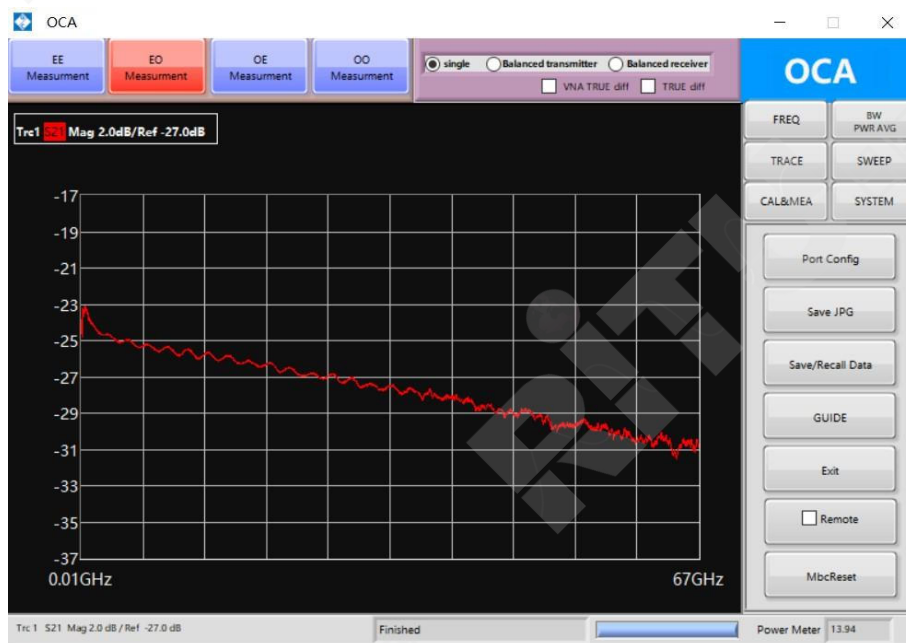 OCA
EE
Measurment
EO
Measurment
OE
Measurment
OO
Measurment
single
Balanced transmitter
Balanced receiver
VNA TRUE diff
TRUE diff
OCA
FREQ
BW
PWR AVG
TRACE
SWEEP
CAL&MEA
SYSTEM
Trc1 S21 Mag 2.0dB/Ref -27.0dB
-17
-19
-21
-23
-25
-27
-29
-31
-33
-35
-37
0.01GHz
67GHz
Port Config
Save JPG
Save/Recall Data
GUIDE
Exit
Remote
MbcReset
Trc 1 S21 Mag 2.0 dB / Ref -27.0 dB
Finished
Power Meter
13.94